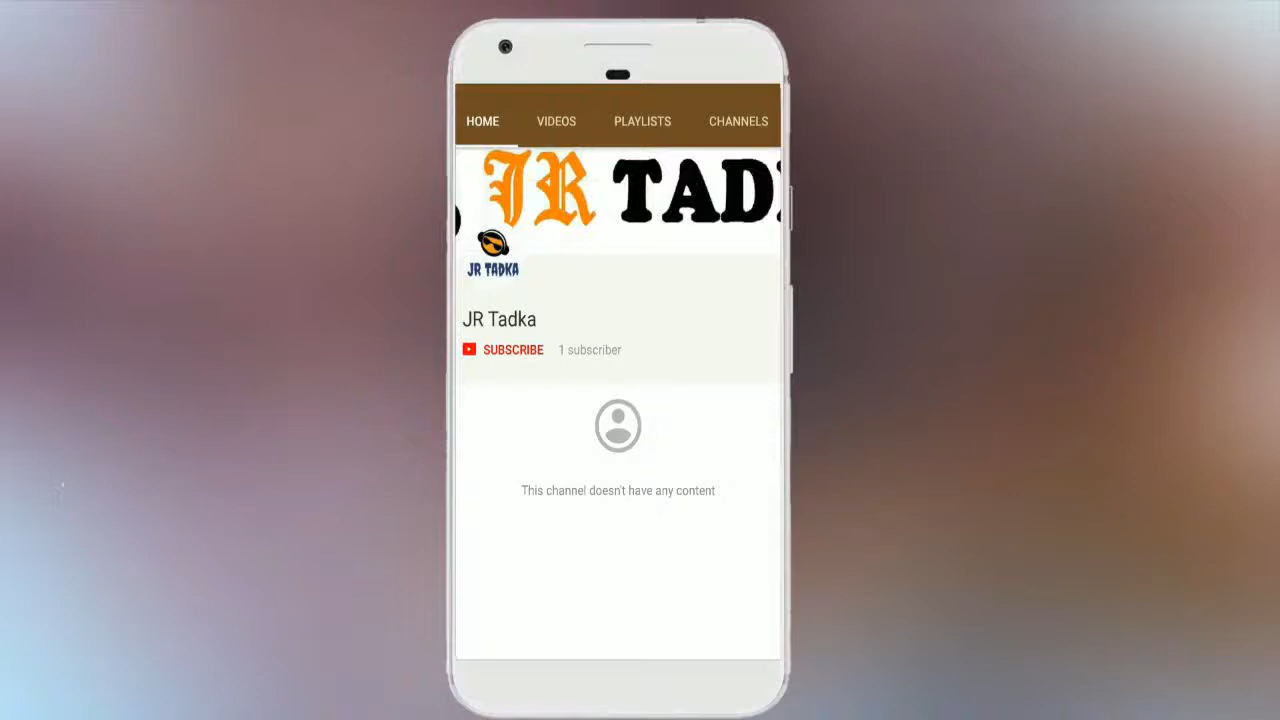 HOME VIDEOS PLAYLISTS CHANNELS
JR TAD
JR TADKA
JR Tadka
SUBSCRIBE 1 subscriber
This channel doesn't have any content